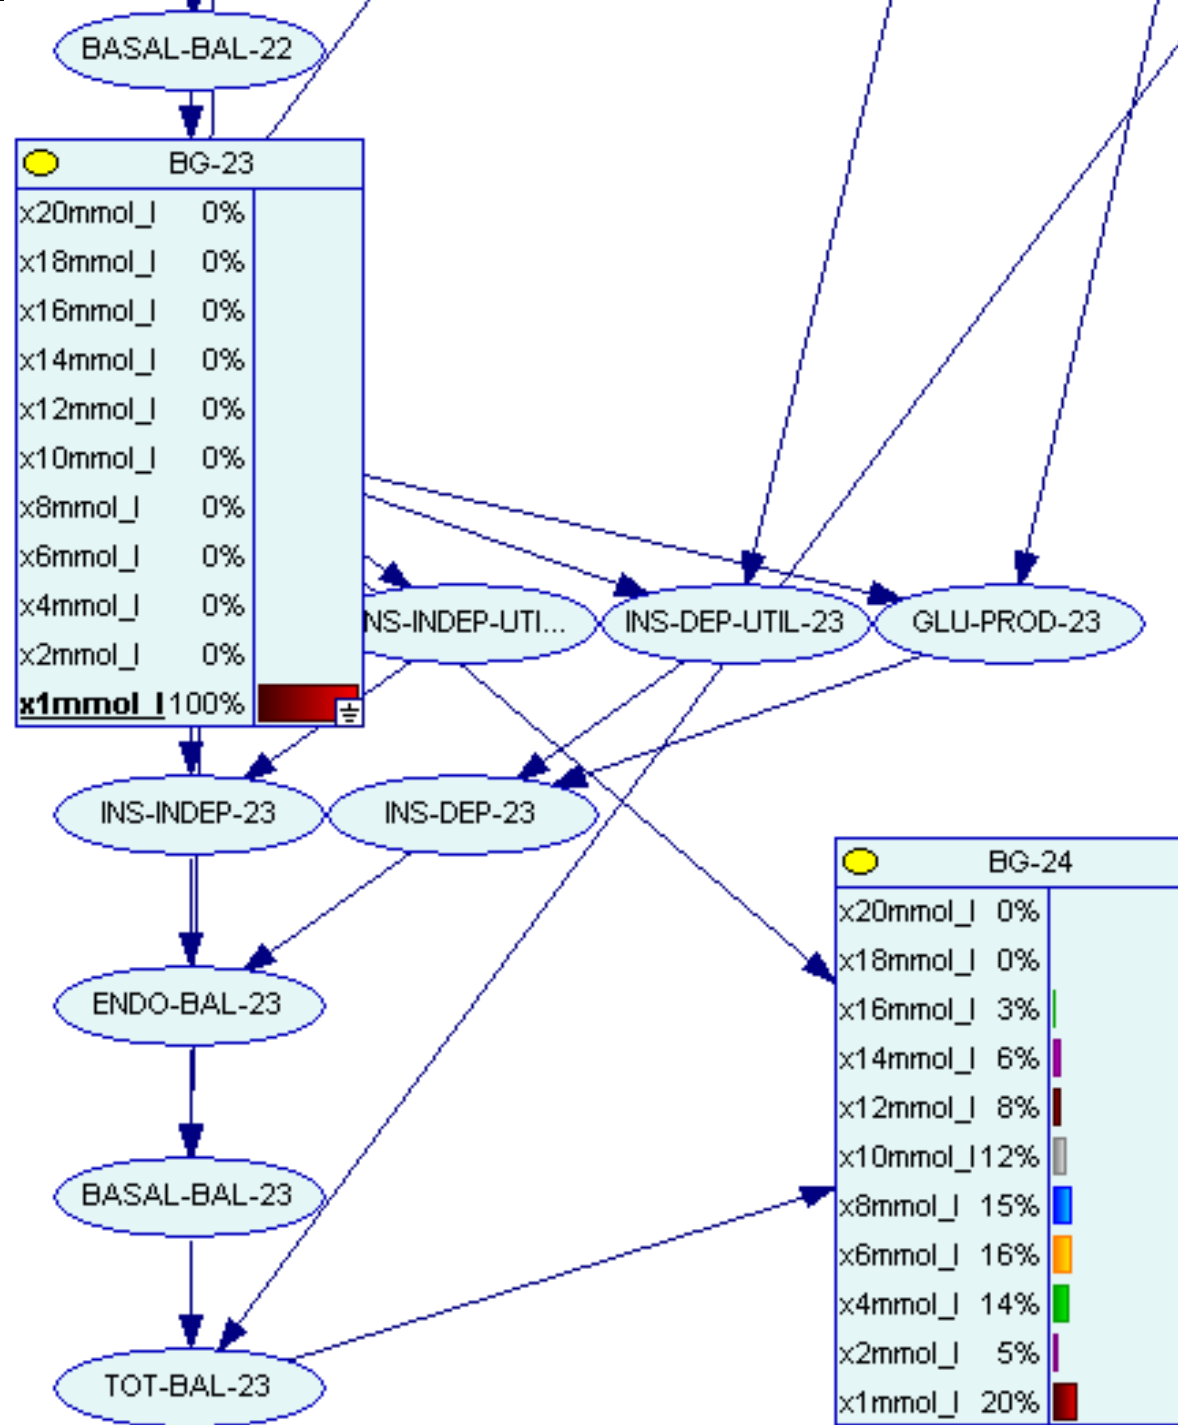 BASAL-BAL-22
BG-23
x20mmol_l 0%
x18mmol_l 0%
x16mmol_l 0%
x14mmol_l 0%
x12mmol_l 0%
x10mmol_l 0%
x8mmol_l 0%
x6mmol_l 0%
x4mmol_l 0%
x2mmol_l 0%
x1mmol_l 100%
NS-INDEP-UTI...
INS-DEP-UTIL-23
GLU-PROD-23
INS-INDEP-23
INS-DEP-23
ENDO-BAL-23
BASAL-BAL-23
TOT-BAL-23
BG-24
x20mmol_l 0%
x18mmol_l 0%
x16mmol_l 3%
x14mmol_l 6%
x12mmol_l 8%
x10mmol_l 12%
x8mmol_l 15%
x6mmol_l 16%
x4mmol_l 14%
x2mmol_l 5%
x1mmol_l 20%